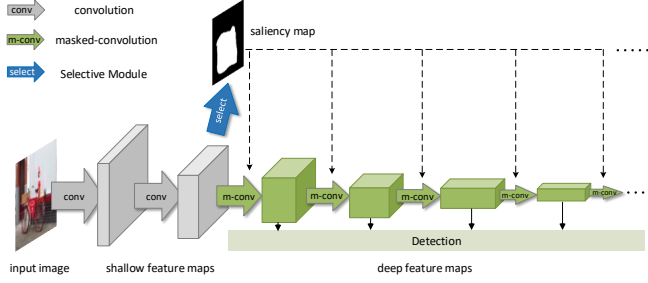 conv convolution
m-conv masked-convolution
select Selective Module
saliency map
select
conv
conv
m-conv
m-conv
m-conv
m-conv
m-conv
Detection
input image
shallow feature maps
deep feature maps